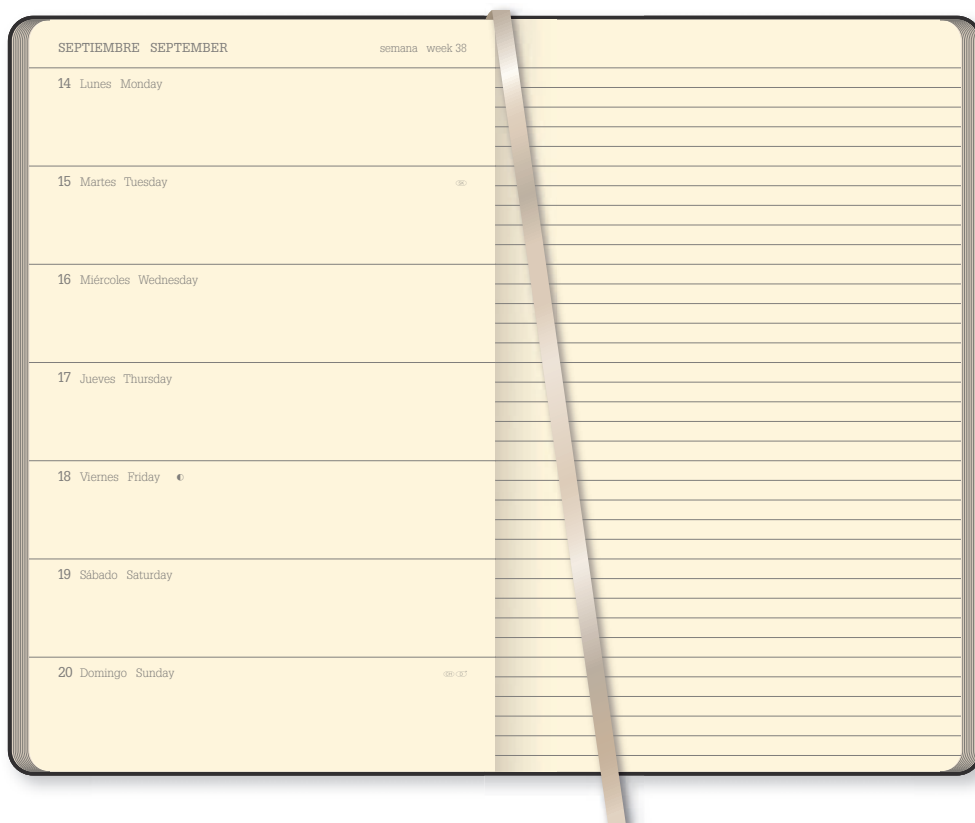 SEPTIEMBRE SEPTEMBER semana week 38
14 Lunes Monday
15 Martes Tuesday
16 Miércoles Wednesday
17 Jueves Thursday
18 Viernes Friday
19 Sábado Saturday
20 Domingo Sunday